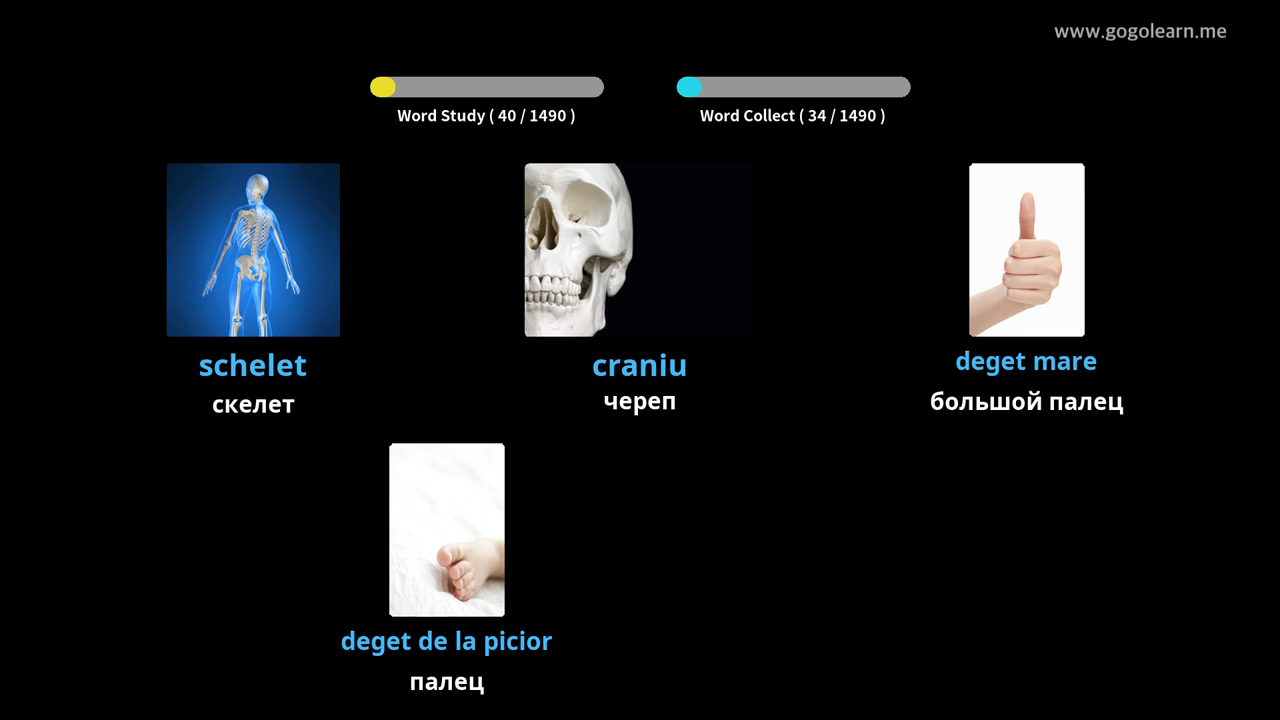 www.gogolearn.me
Word Study ( 40 / 1490 )
Word Collect ( 34 / 1490 )
schelet
скелет
craniu
череп
deget mare
большой палец
deget de la picior
палец